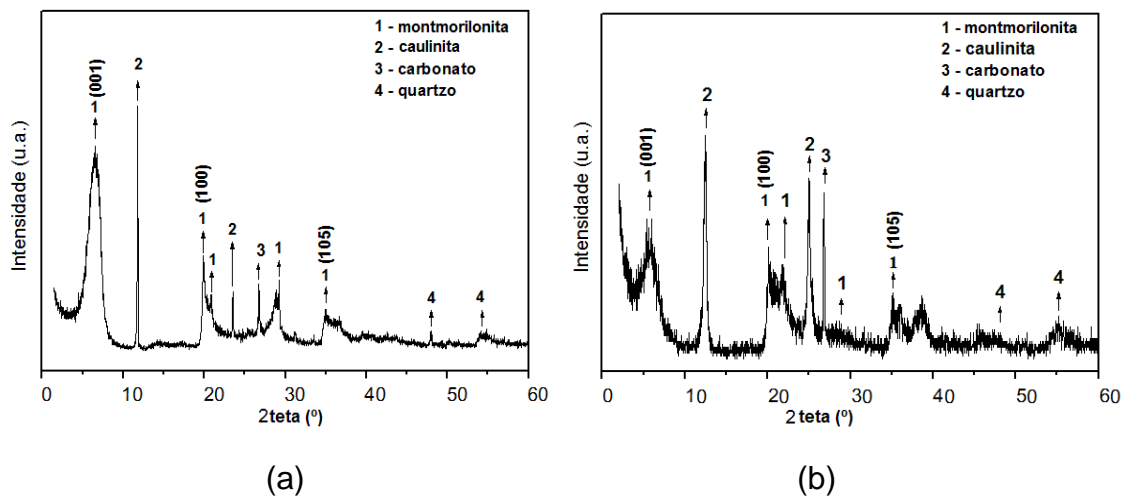 1 - montmorilonita
2 - caulinita
3 - carbonato
4 - quartzo
Intensidade (u.a.)
1 (001)
2
1 (100)
1
2
3
1
1 (105)
4
4
0 10 20 30 40 50 60
2 teta (º)
(a)
1 - montmorilonita
2 - caulinita
3 - carbonato
4 - quartzo
Intensidade (u.a.)
1 (001)
2
1 (100)
1
2
3
1
1 (105)
4
4
0 10 20 30 40 50 60
2 teta (º)
(b)